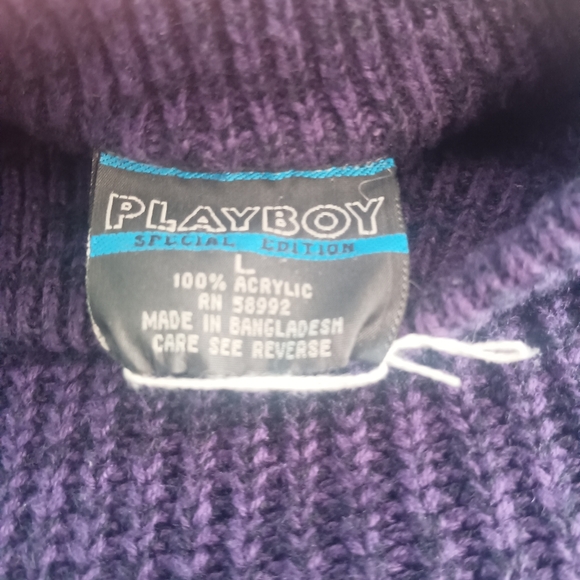 PLAYBOY
SPECIAL EDITION
L
100% ACRYLIC
RN 58992
MADE IN BANGLADESH
CARE SEE REVERSE